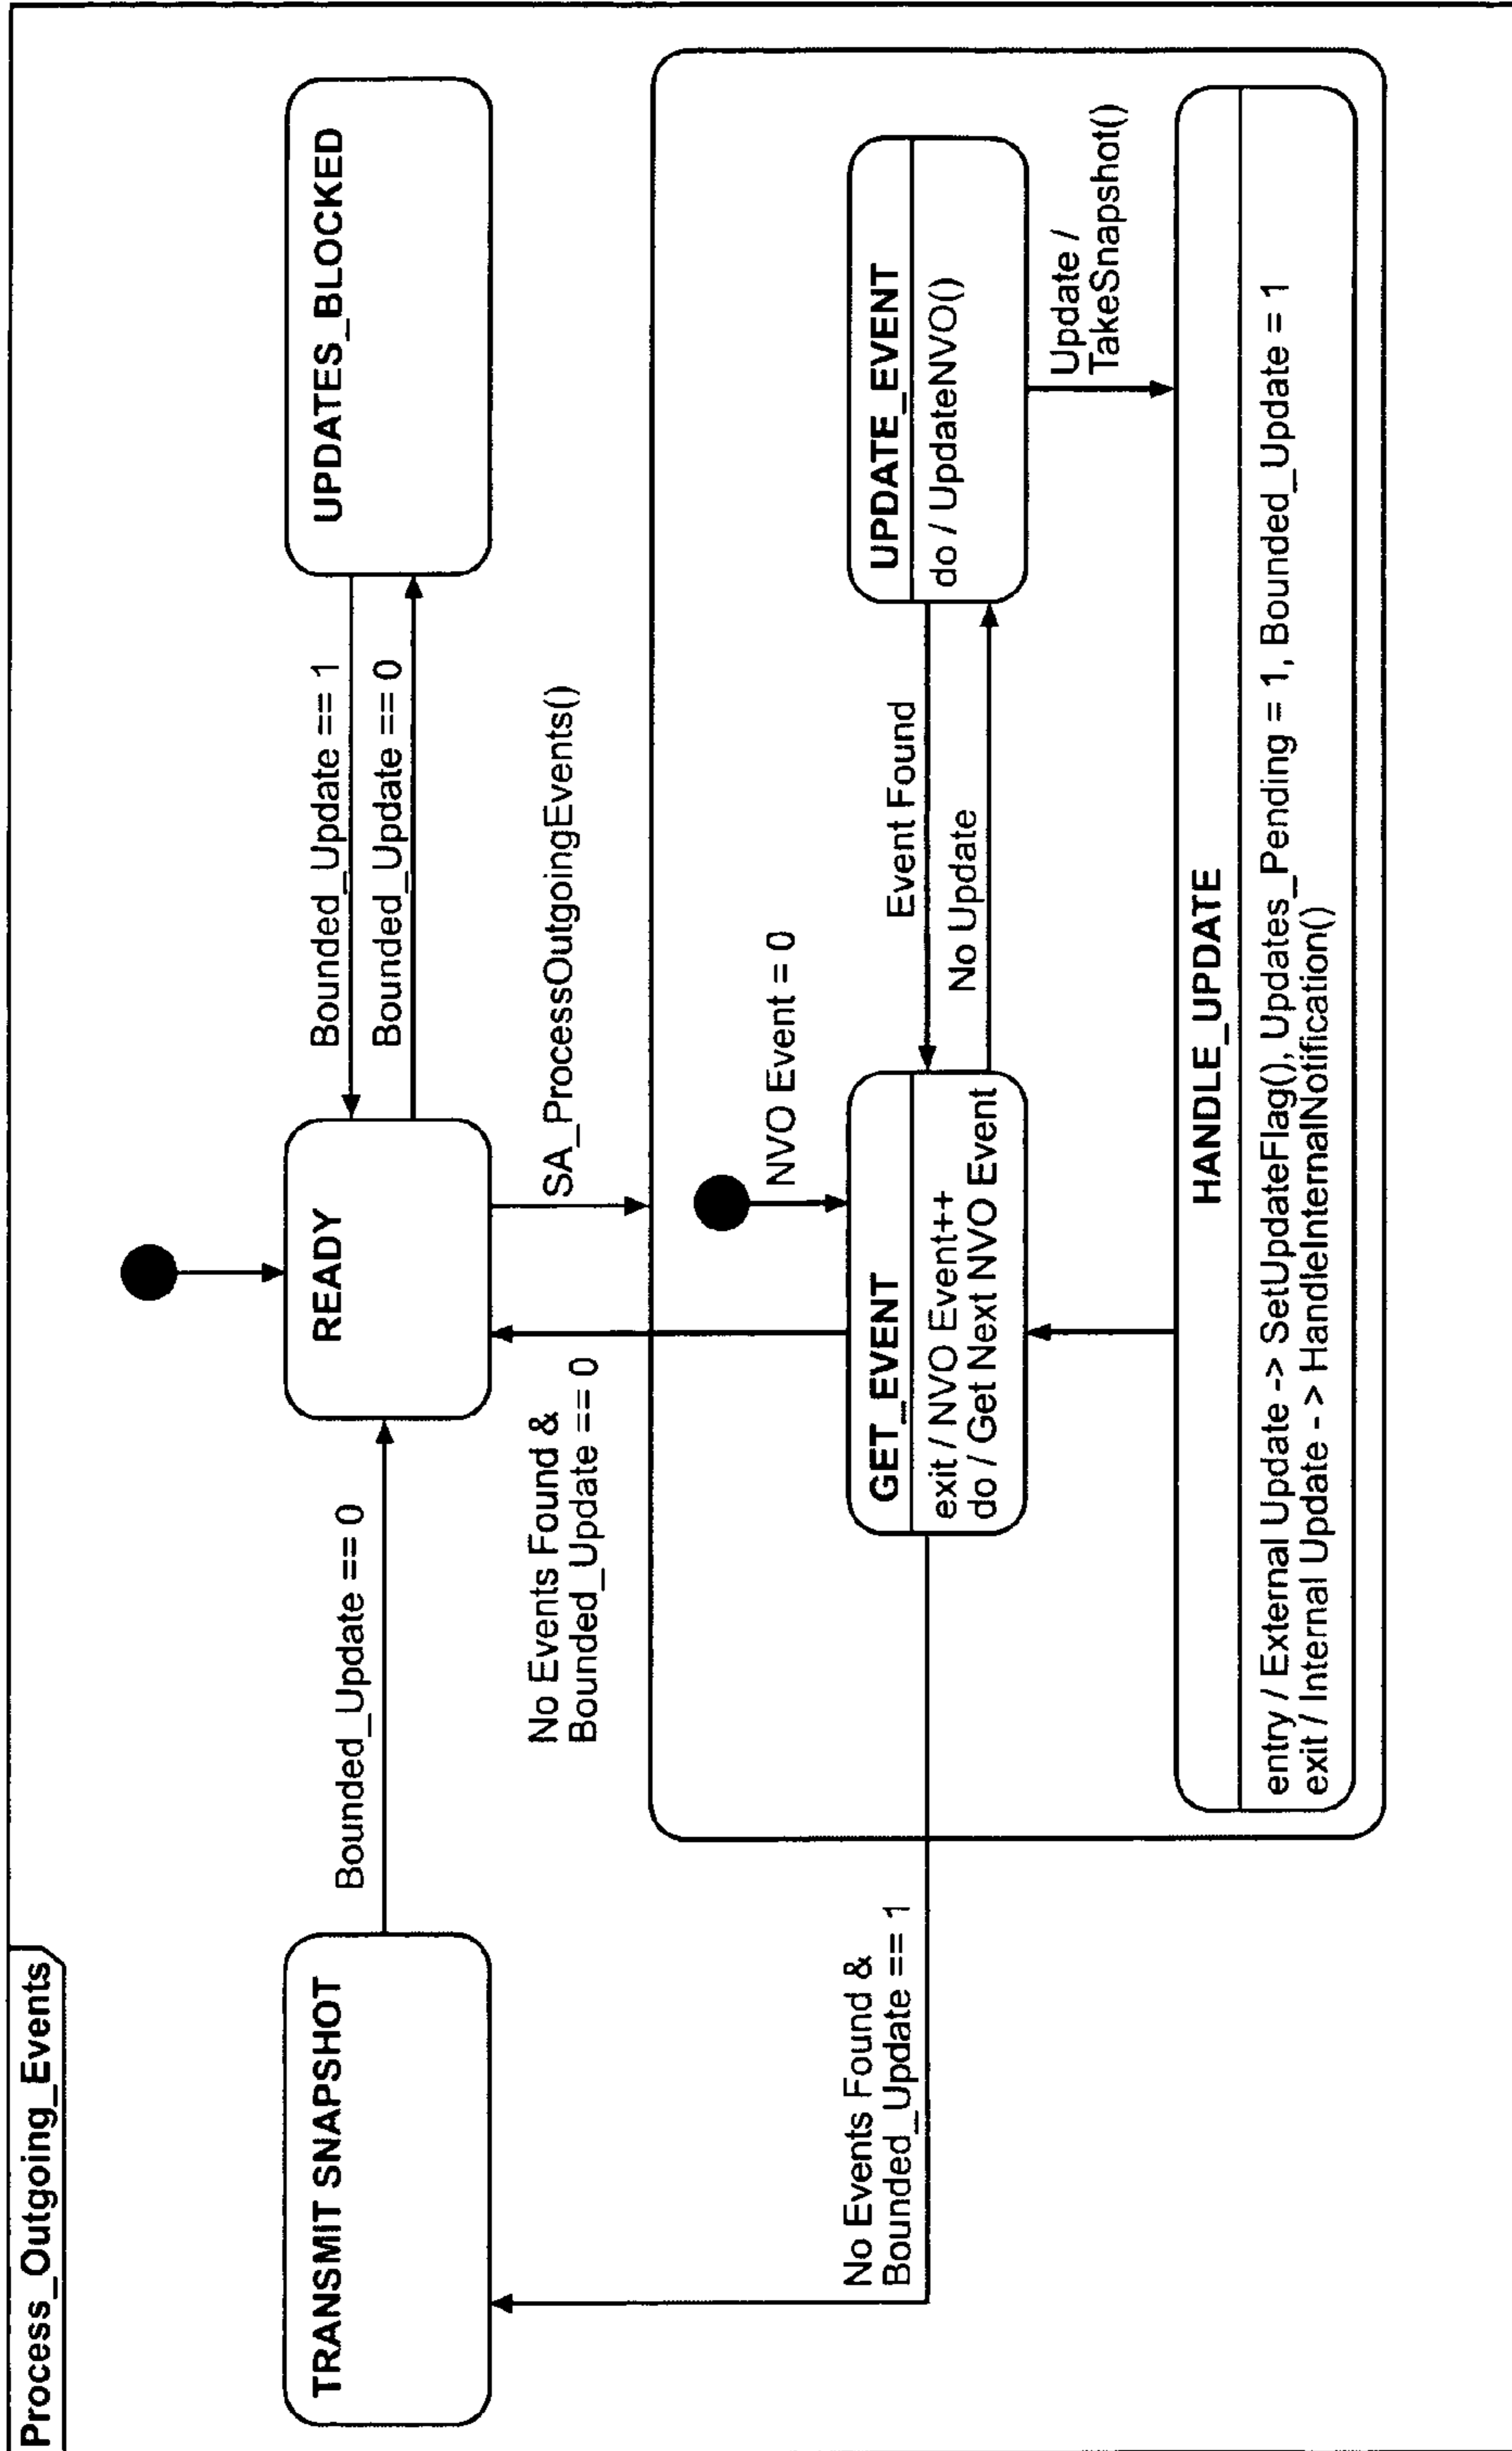 Process_Outgoing_Events
TRANSMIT SNAPSHOT
Bounded_Update == 0
READY
Bounded_Update == 1
Bounded_Update == 0
UPDATES_BLOCKED
No Events Found &
Bounded_Update == 0
SA_ProcessOutgoingEvents()
No Events Found &
Bounded_Update == 1
NVO Event = 0
GET_EVENT
exit / NVO Event++
do / Get Next NVO Event
Event Found
No Update
UPDATE_EVENT
do / UpdateNVO()
Update /
TakeSnapshot()
HANDLE_UPDATE
entry / External Update -> SetUpdateFlag(), Updates_Pending = 1, Bounded_Update = 1
exit / Internal Update - > HandleInternalNotification()